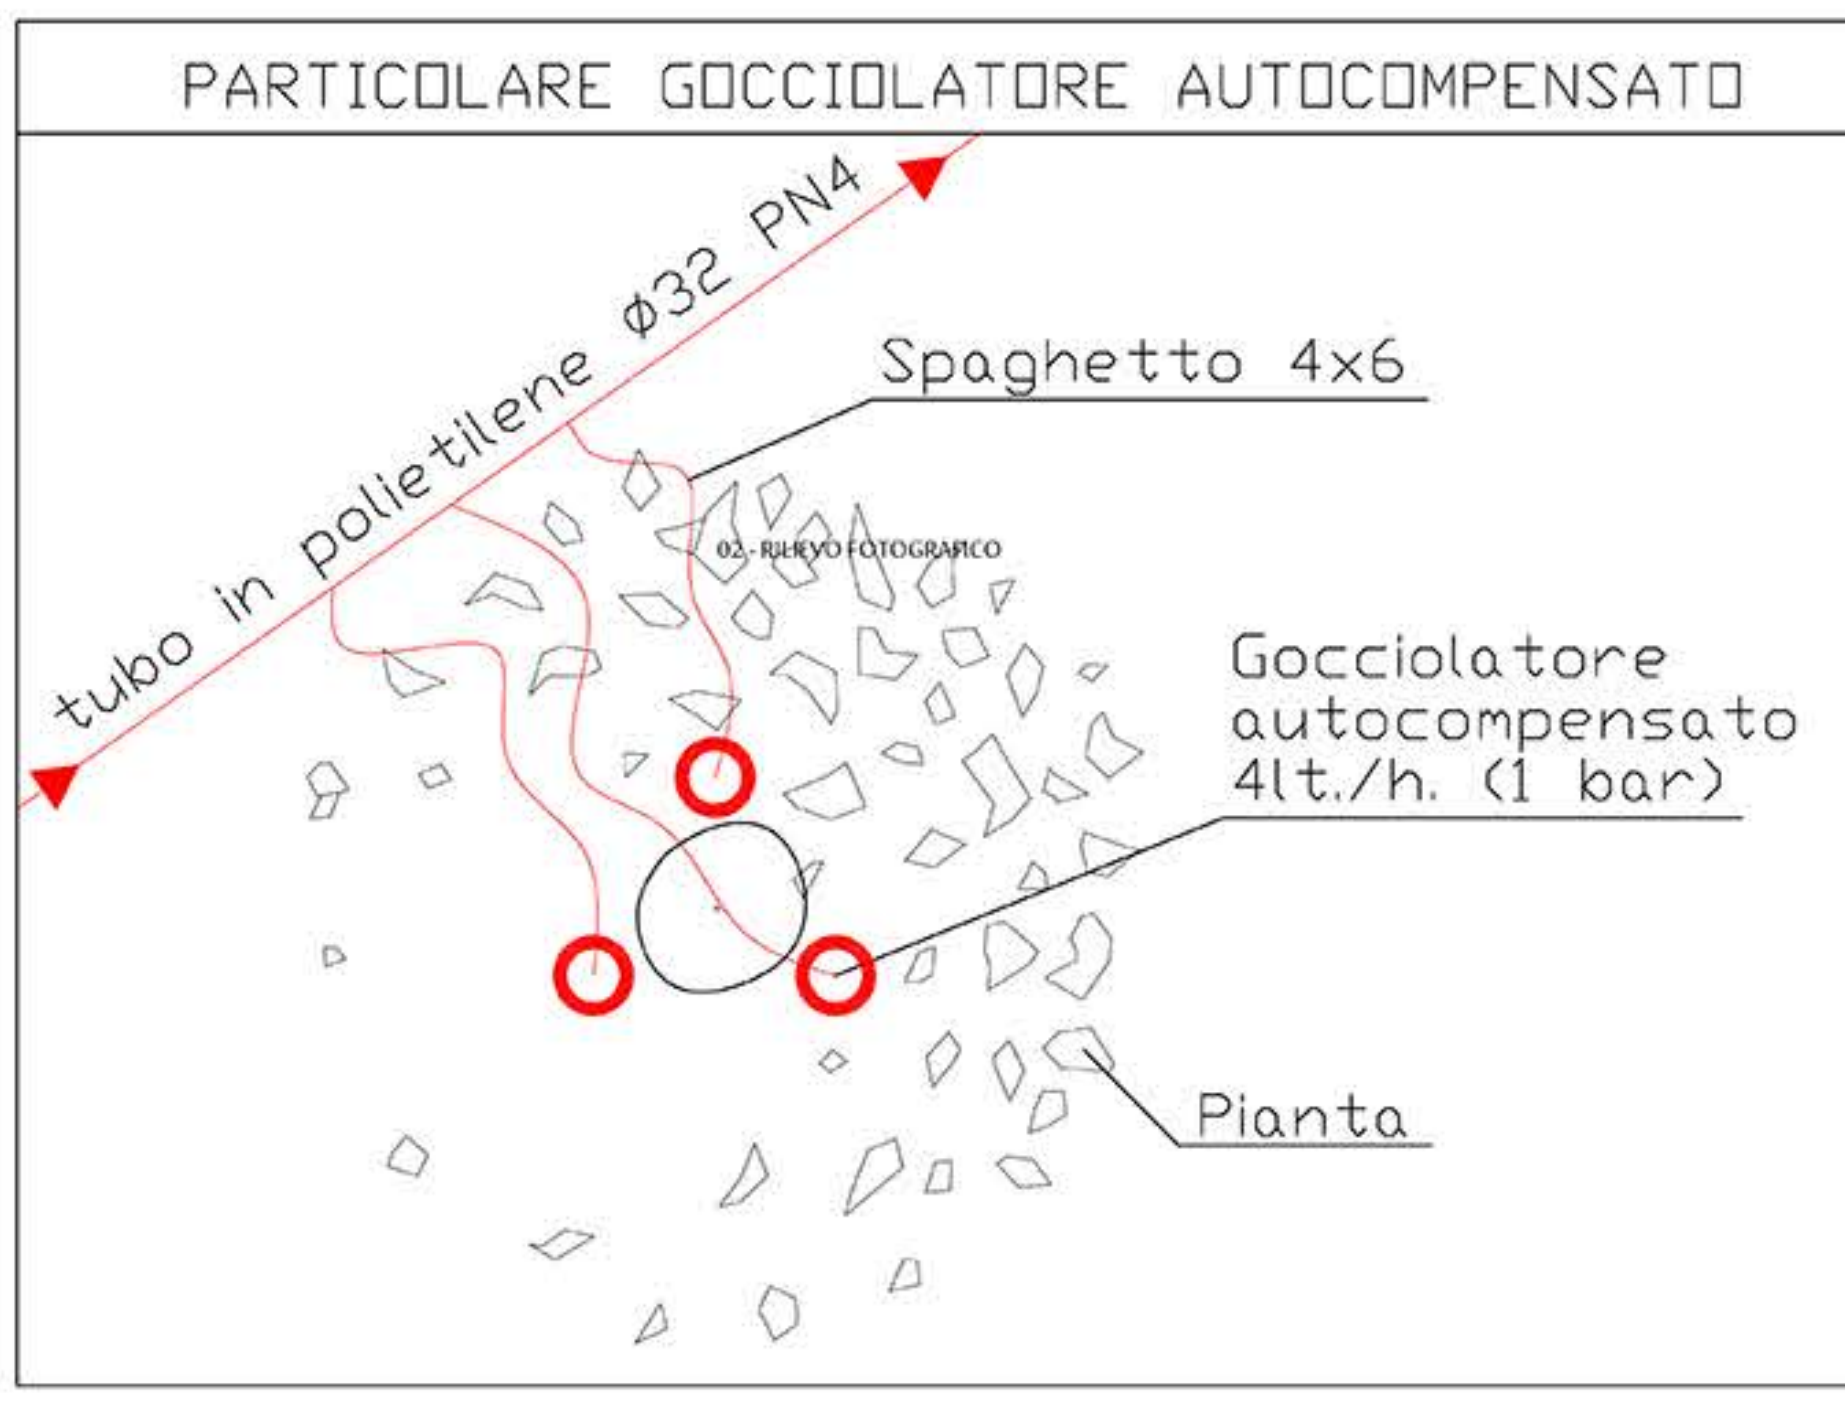 PARTICOLARE GOCCIOLATORE AUTOCOMPENSATO
tubo in polietilene ø32 PN4
Spaghetto 4x6
02 - RILIEVO FOTOGRAFICO
Gocciolatore
autocompensato
4lt./h. (1 bar)
Pianta